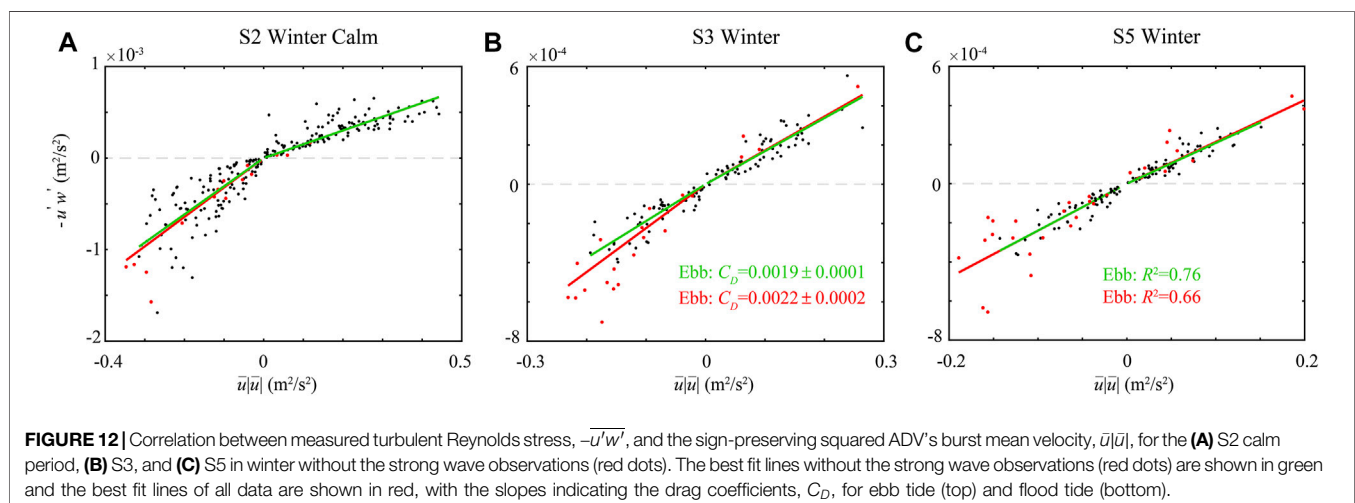 A
S2 Winter Calm
×10⁻³
1
0
-1
-2
-0.4
0
0.5
-u'w' (m²/s²)
ū|ū| (m²/s²)
B
S3 Winter
×10⁻⁴
6
0
-8
-0.3
0
0.3
Ebb: C_D=0.0019 ± 0.0001
Ebb: C_D=0.0022 ± 0.0002
ū|ū| (m²/s²)
C
S5 Winter
×10⁻⁴
6
0
-8
-0.2
0
0.2
Ebb: R²=0.76
Ebb: R²=0.66
ū|ū| (m²/s²)
FIGURE 12 | Correlation between measured turbulent Reynolds stress, −u′w′, and the sign-preserving squared ADV's burst mean velocity, ū|ū|, for the (A) S2 calm
period, (B) S3, and (C) S5 in winter without the strong wave observations (red dots). The best fit lines without the strong wave observations (red dots) are shown in green
and the best fit lines of all data are shown in red, with the slopes indicating the drag coefficients, C_D, for ebb tide (top) and flood tide (bottom).